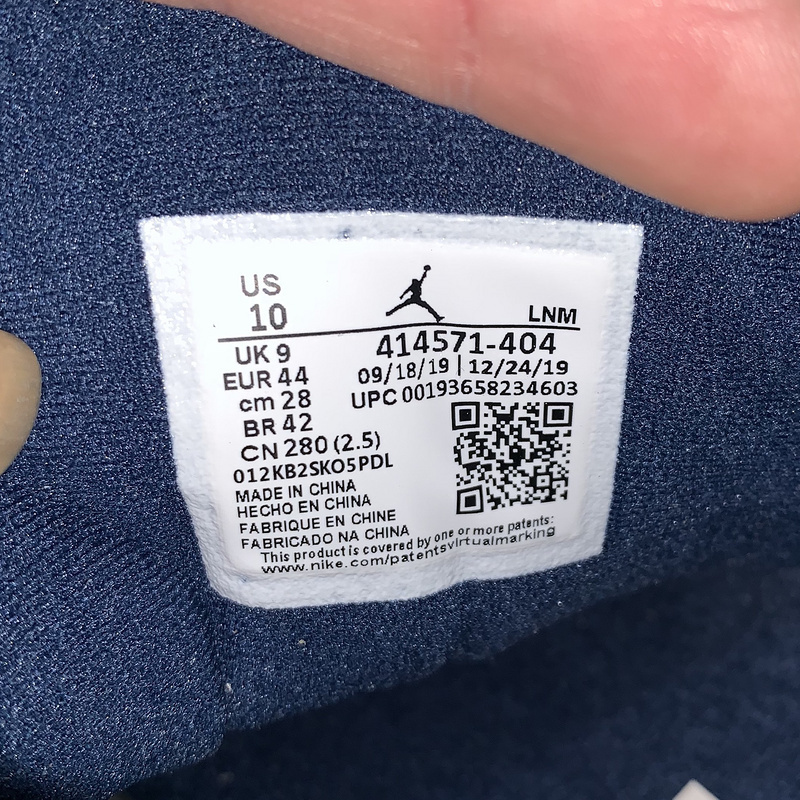 US
10
LNM
UK 9
414571-404
EUR 44
09/18/19 | 12/24/19
cm 28
UPC 00193658234603
BR 42
CN 280 (2.5)
012KB2SKO5PDL
MADE IN CHINA
HECHO EN CHINA
FABRIQUE EN CHINE
FABRICADO NA CHINA
This product is covered by one or more patents:
www.nike.com/patentsvirtualmarking